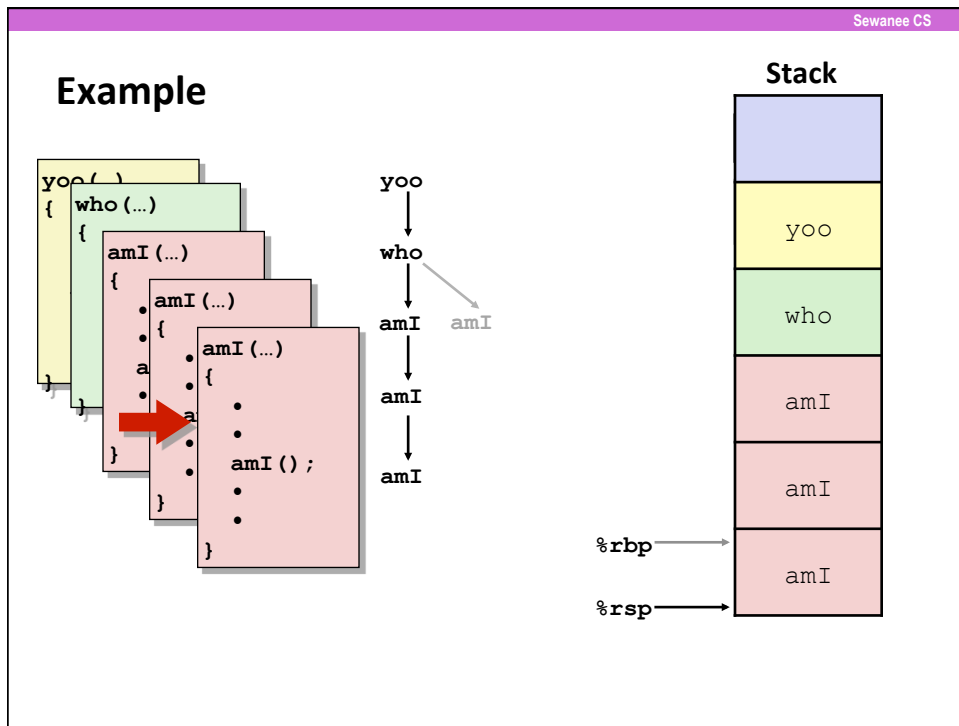 Sewanee CS
Example
Stack
yoo(…)
{
}
who(…)
{
}
amI(…)
{
•
•
a
•
}
amI(…)
{
•
•
a
•
•
}
amI(…)
{
•
•
amI();
•
•
}
yoo
who
amI amI
amI
amI
yoo
who
amI
amI
amI
%rbp
%rsp